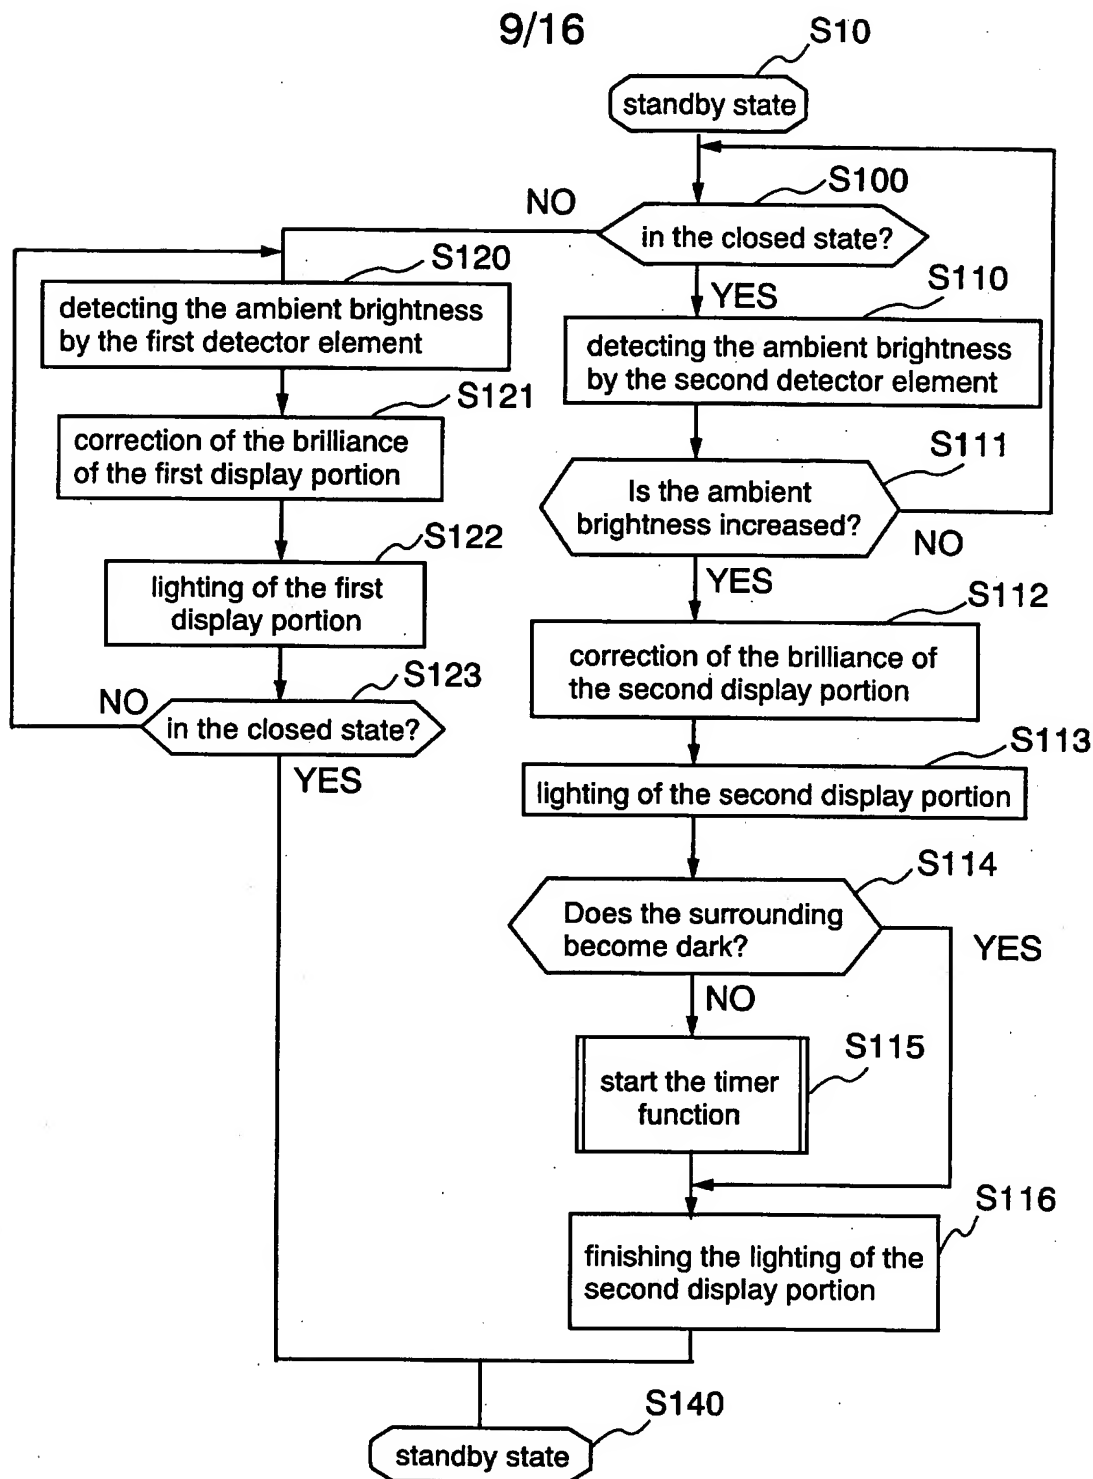 9/16
S10
standby state
S100
NO
in the closed state?
S120
detecting the ambient brightness
by the first detector element
YES
S110
detecting the ambient brightness
by the second detector element
S121
correction of the brilliance
of the first display portion
S111
Is the ambient
brightness increased?
NO
S122
lighting of the first
display portion
YES
S112
correction of the brilliance of
the second display portion
S123
NO
in the closed state?
YES
S113
lighting of the second display portion
S114
Does the surrounding
become dark?
YES
NO
S115
start the timer
function
S116
finishing the lighting of the
second display portion
S140
standby state